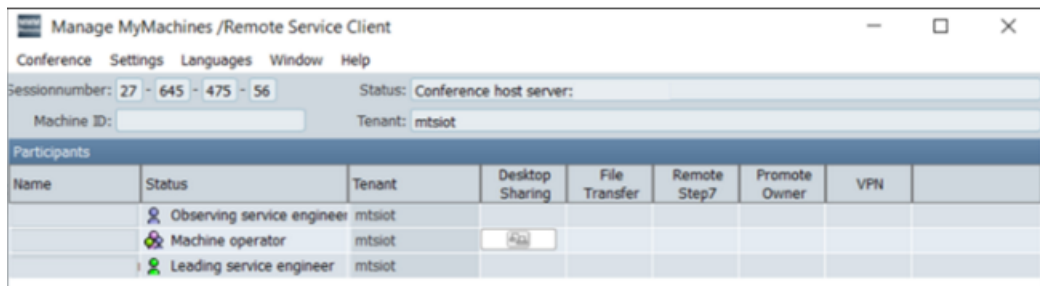 Manage MyMachines /Remote Service Client
Conference Settings Languages Window Help
Sessionnumber: 27 - 645 - 475 - 56 Status: Conference host server:
Machine ID: Tenant: mtsiot
Participants
Name Status Tenant Desktop Sharing File Transfer Remote Step7 Promote Owner VPN
Observing service engineer mtsiot
Machine operator mtsiot
Leading service engineer mtsiot